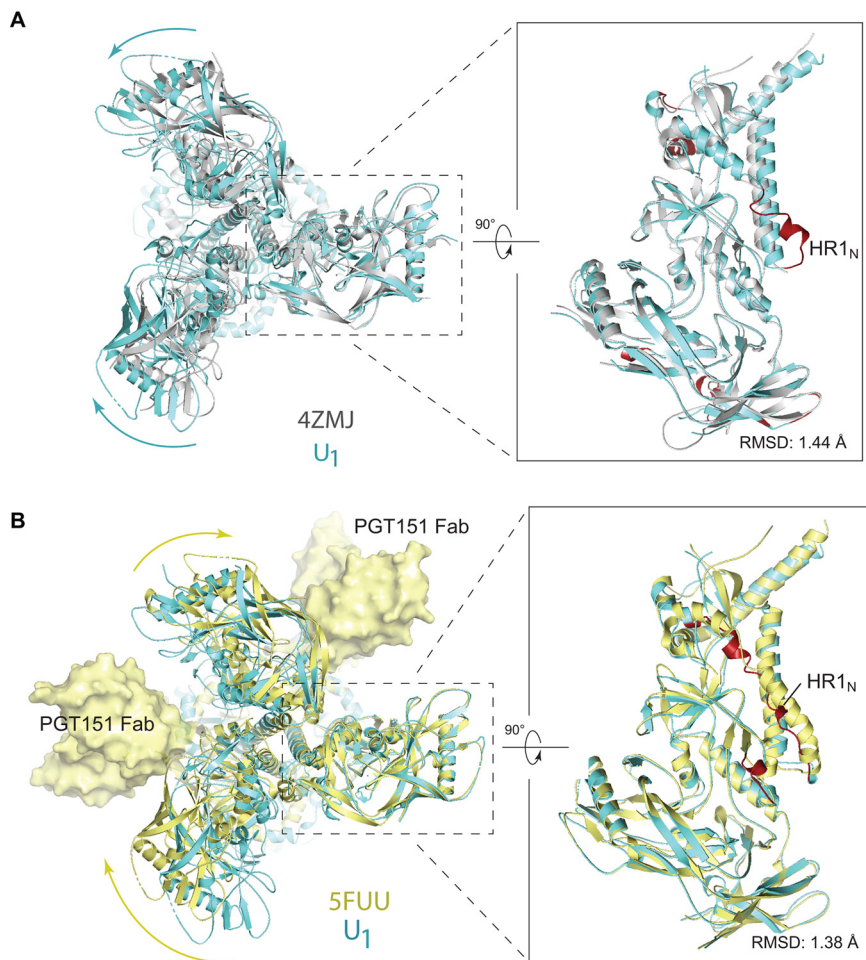 A
90°
HR1N
4ZMJ
U1
RMSD: 1.44 Å
B
PGT151 Fab
PGT151 Fab
90°
HR1N
5FUU
U1
RMSD: 1.38 Å